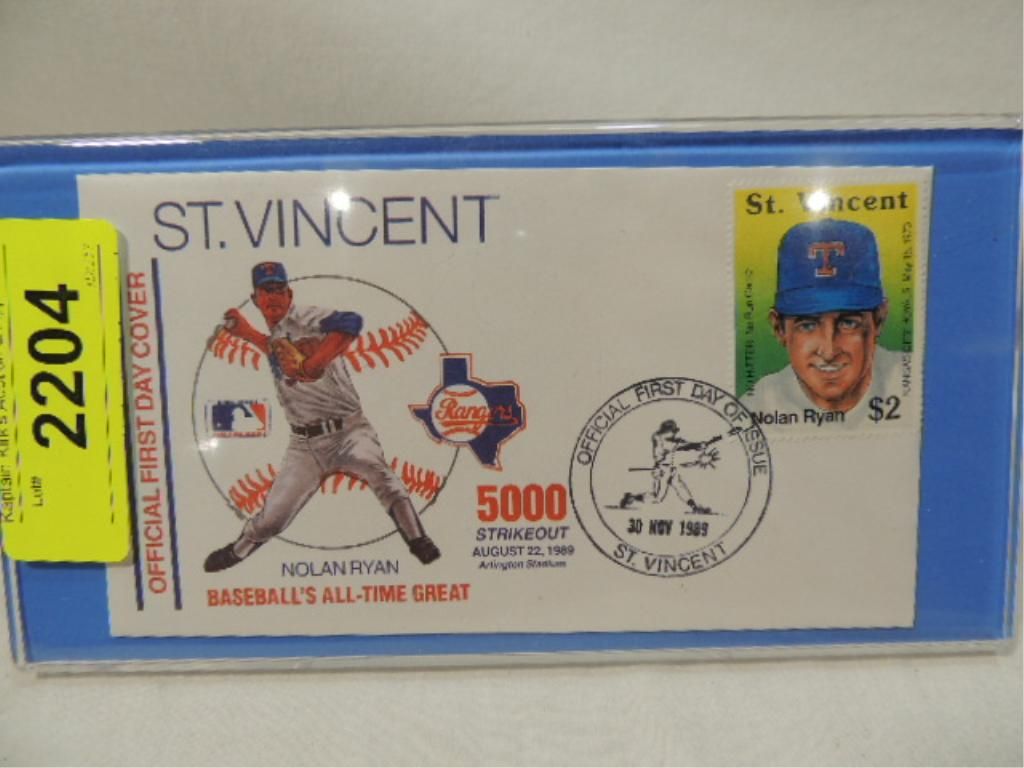 ST. VINCENT
OFFICIAL FIRST DAY COVER
Rangers
5000
STRIKEOUT
AUGUST 22, 1989
Arlington Stadium
NOLAN RYAN
BASEBALL'S ALL-TIME GREAT
OFFICIAL FIRST DAY OF ISSUE
30 NOV 1989
ST. VINCENT
St. Vincent
T
Nolan Ryan $2
Lot#
2204